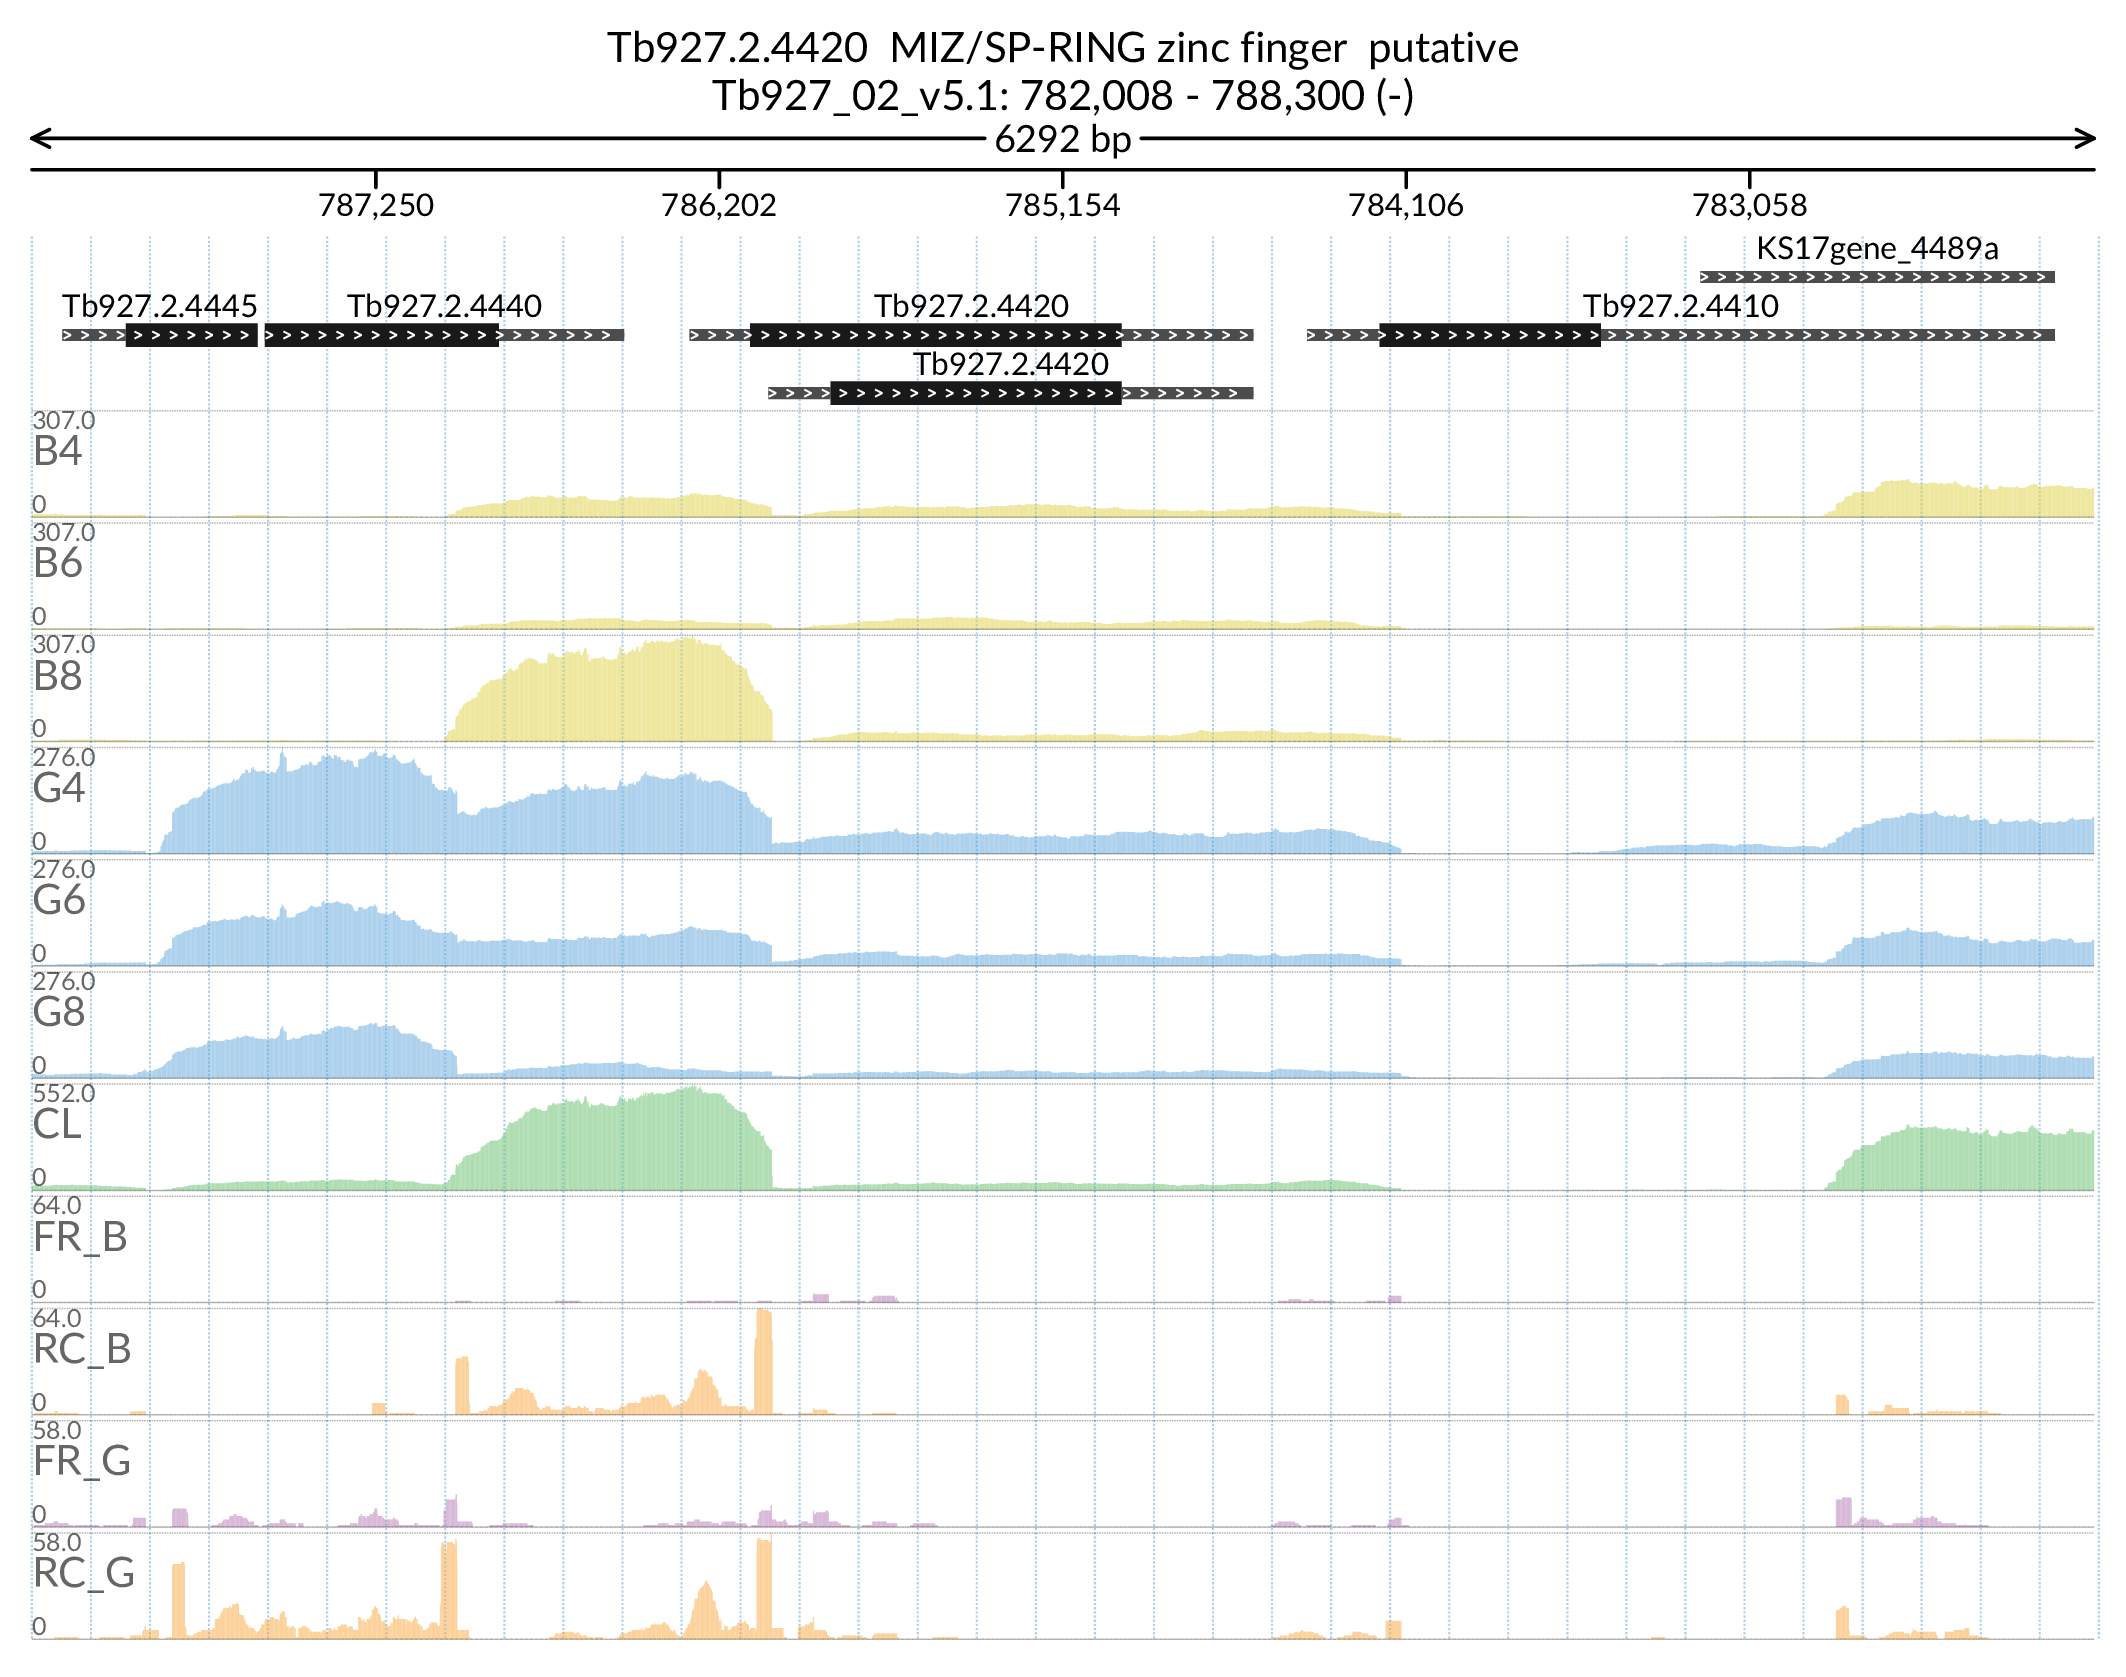 Tb927.2.4420  MIZ/SP-RING zinc finger  putative
Tb927_02_v5.1: 782,008 - 788,300 (-)
6292 bp
787,250 786,202 785,154 784,106 783,058
KS17gene_4489a
Tb927.2.4445 Tb927.2.4440 Tb927.2.4420 Tb927.2.4410
Tb927.2.4420
307.0
B4
0
307.0
B6
0
307.0
B8
0
276.0
G4
0
276.0
G6
0
276.0
G8
0
552.0
CL
0
64.0
FR_B
0
64.0
RC_B
0
58.0
FR_G
0
58.0
RC_G
0